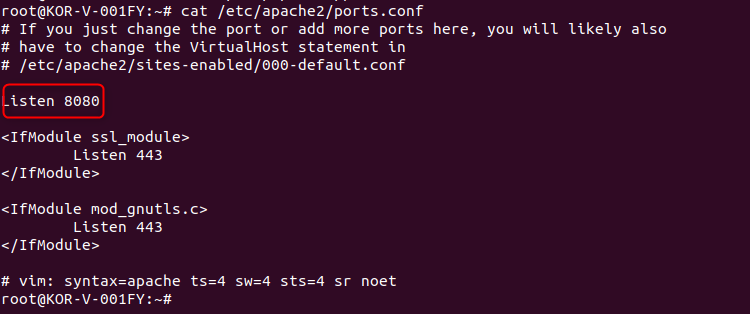 root@KOR-V-001FY:~# cat /etc/apache2/ports.conf
# If you just change the port or add more ports here, you will likely also
# have to change the VirtualHost statement in
# /etc/apache2/sites-enabled/000-default.conf
Listen 8080
<IfModule ssl_module>
        Listen 443
</IfModule>
<IfModule mod_gnutls.c>
        Listen 443
</IfModule>
# vim: syntax=apache ts=4 sw=4 sts=4 sr noet
root@KOR-V-001FY:~#